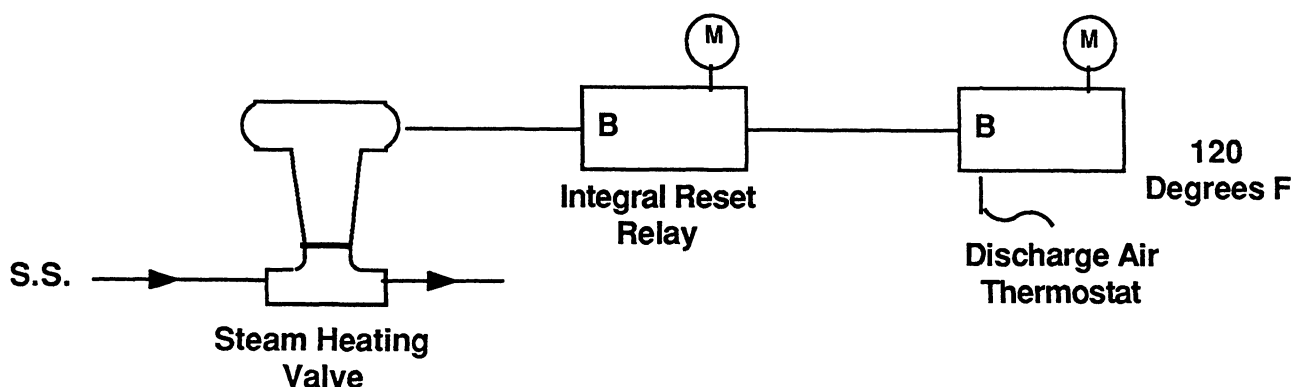 M
M
B
B
120
Degrees F
Integral Reset
Relay
Discharge Air
Thermostat
S.S.
Steam Heating
Valve